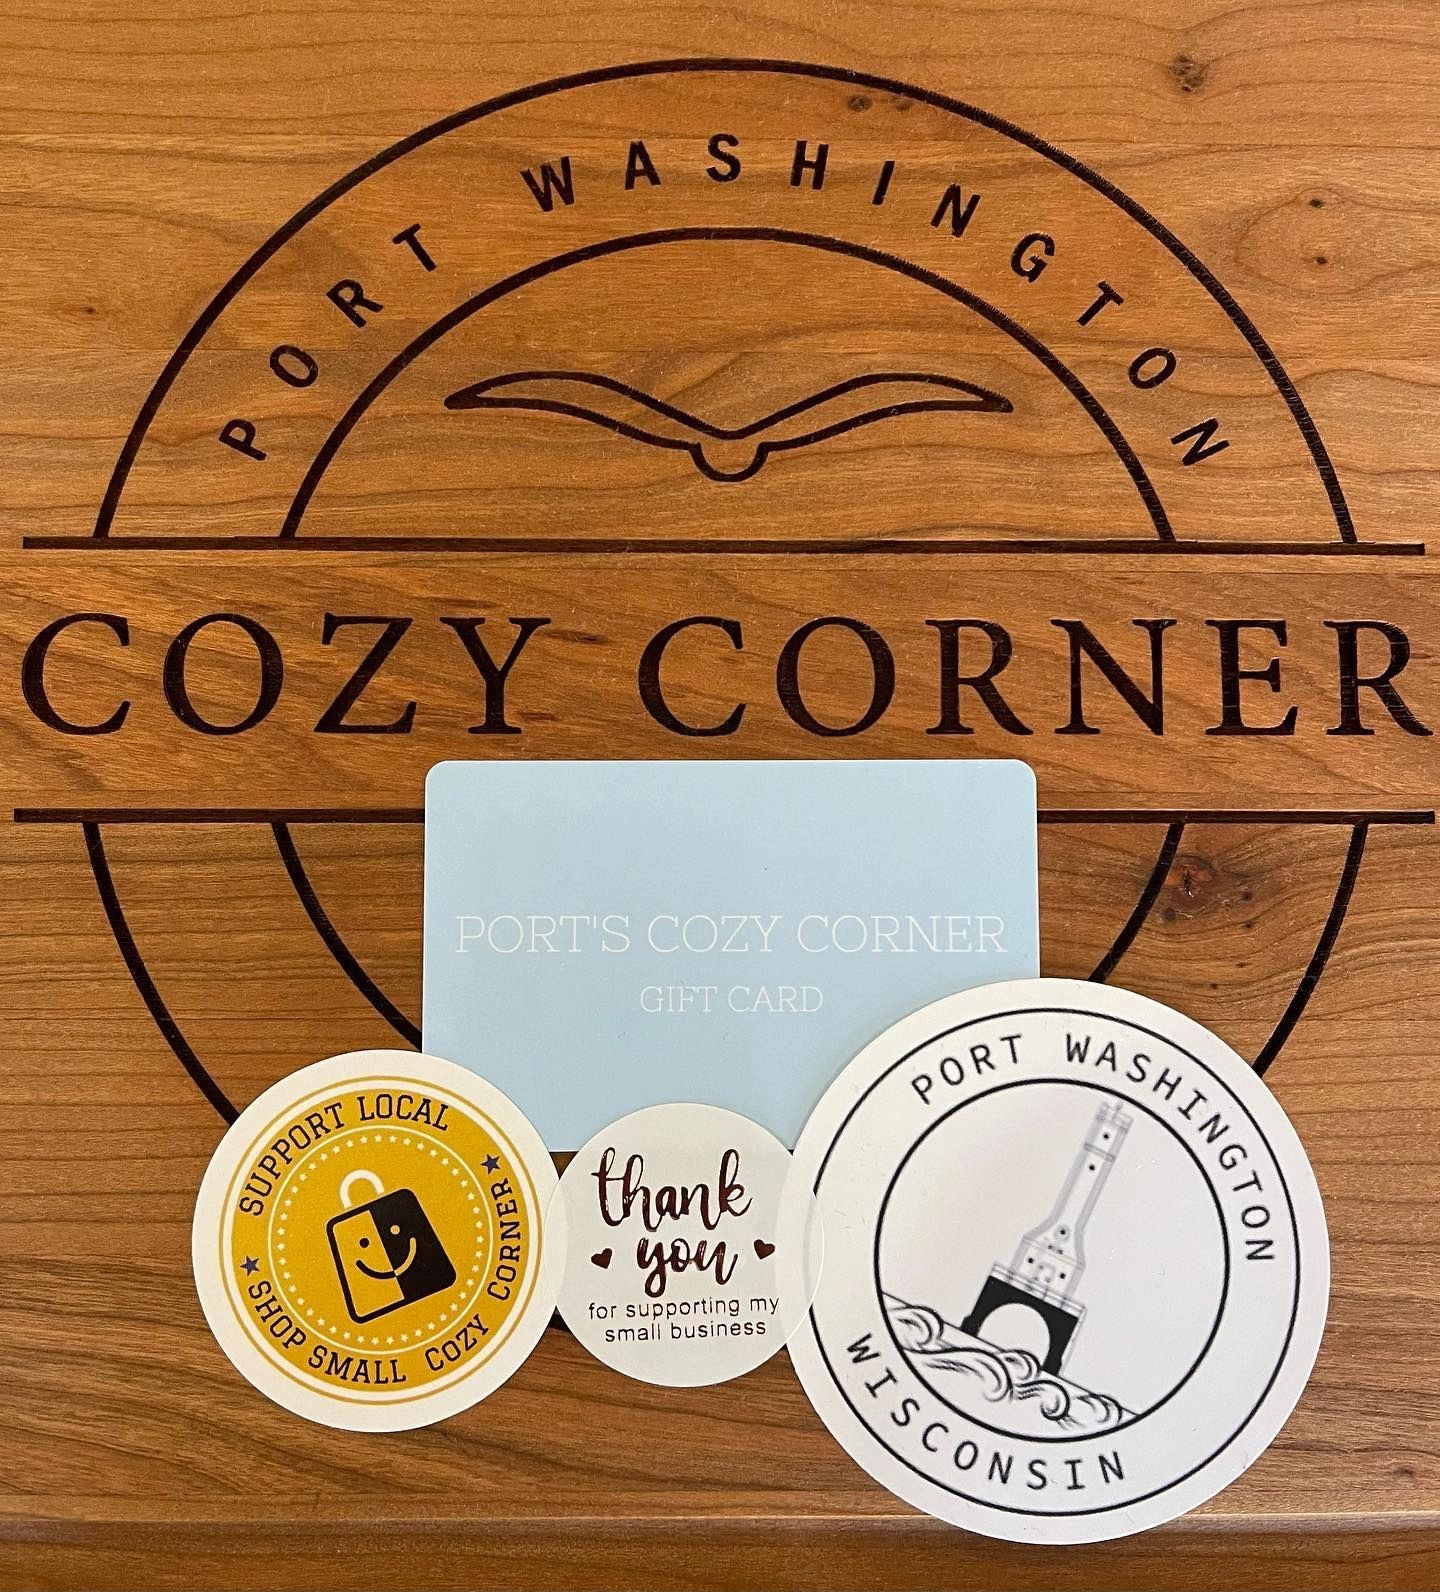 PORT WASHINGTON
COZY CORNER
PORT'S COZY CORNER
GIFT CARD
SUPPORT LOCAL
SHOP SMALL COZY CORNER
thank
you
for supporting my
small business
PORT WASHINGTON
WISCONSIN